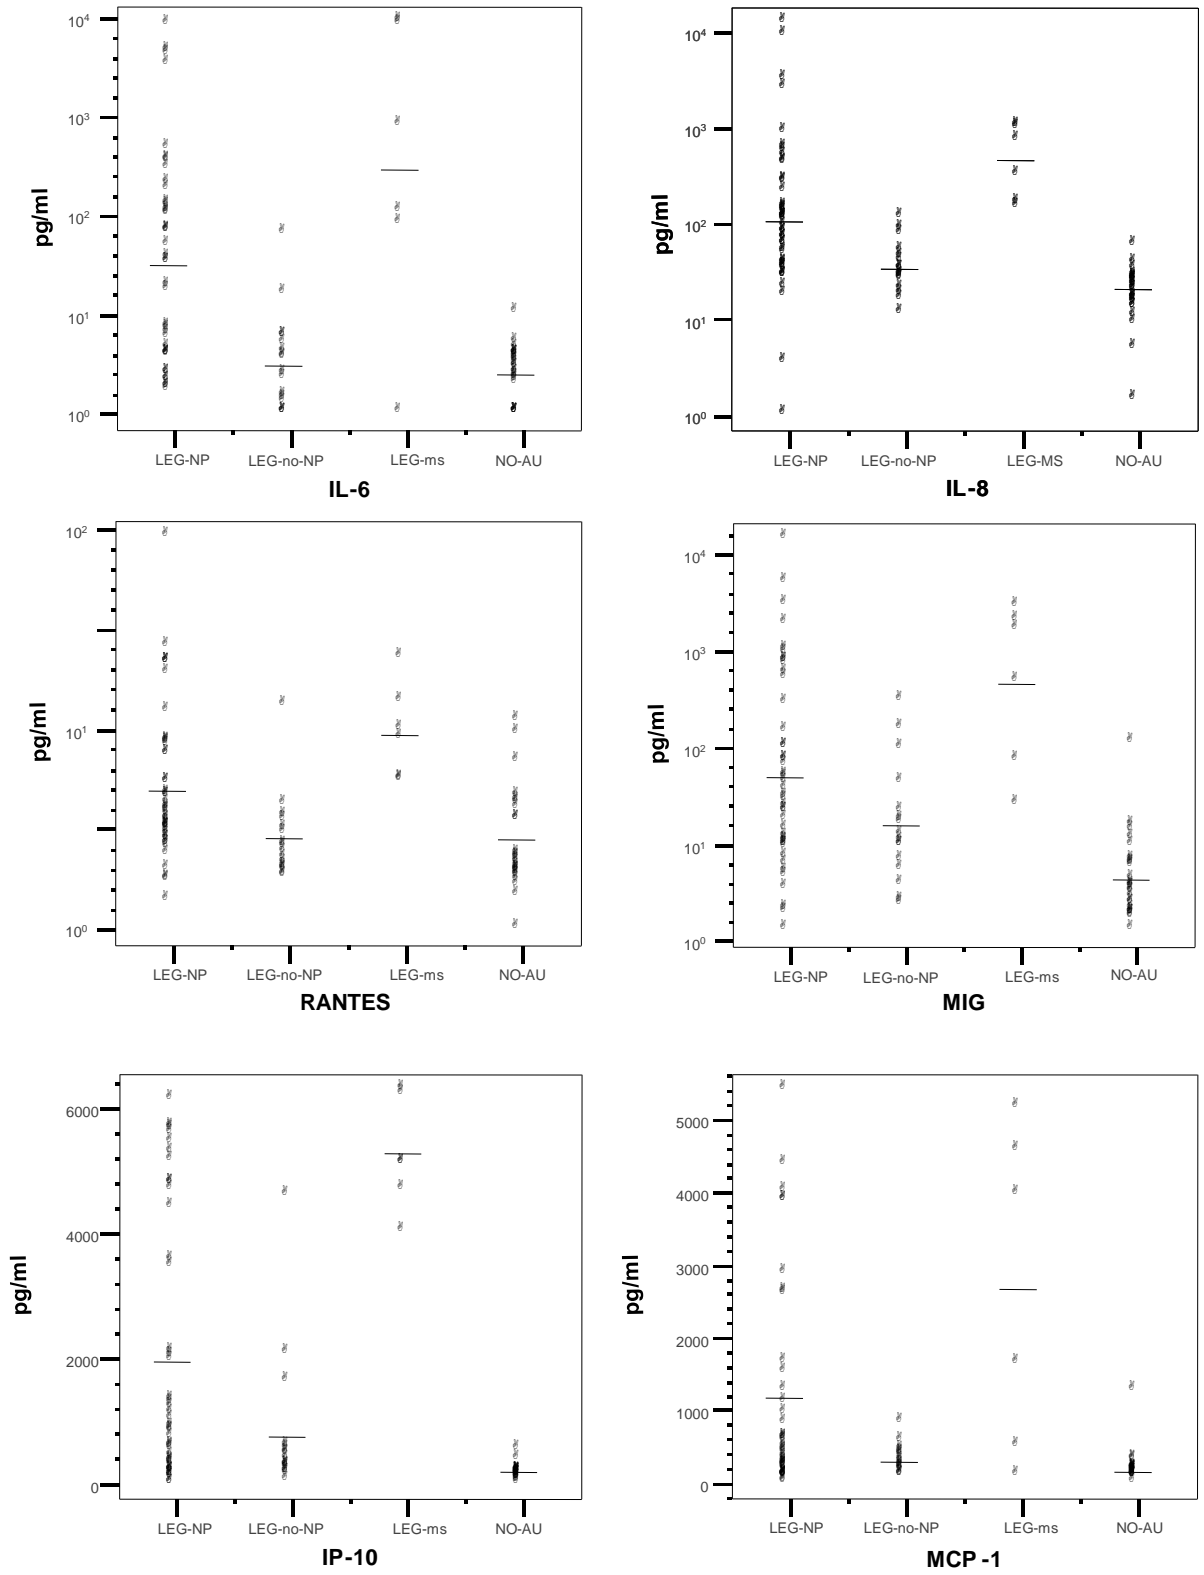 10⁴
10³
10²
10¹
10⁰
pg/ml
LEG-NP LEG-no-NP LEG-ms NO-AU
IL-6
10⁴
10³
10²
10¹
10⁰
pg/ml
LEG-NP LEG-no-NP LEG-MS NO-AU
IL-8
10²
10¹
10⁰
pg/ml
LEG-NP LEG-no-NP LEG-ms NO-AU
RANTES
10⁴
10³
10²
10¹
10⁰
pg/ml
LEG-NP LEG-no-NP LEG-ms NO-AU
MIG
6000
4000
2000
0
pg/ml
LEG-NP LEG-no-NP LEG-ms NO-AU
IP-10
5000
4000
3000
2000
1000
0
pg/ml
LEG-NP LEG-no-NP LEG-ms NO-AU
MCP-1